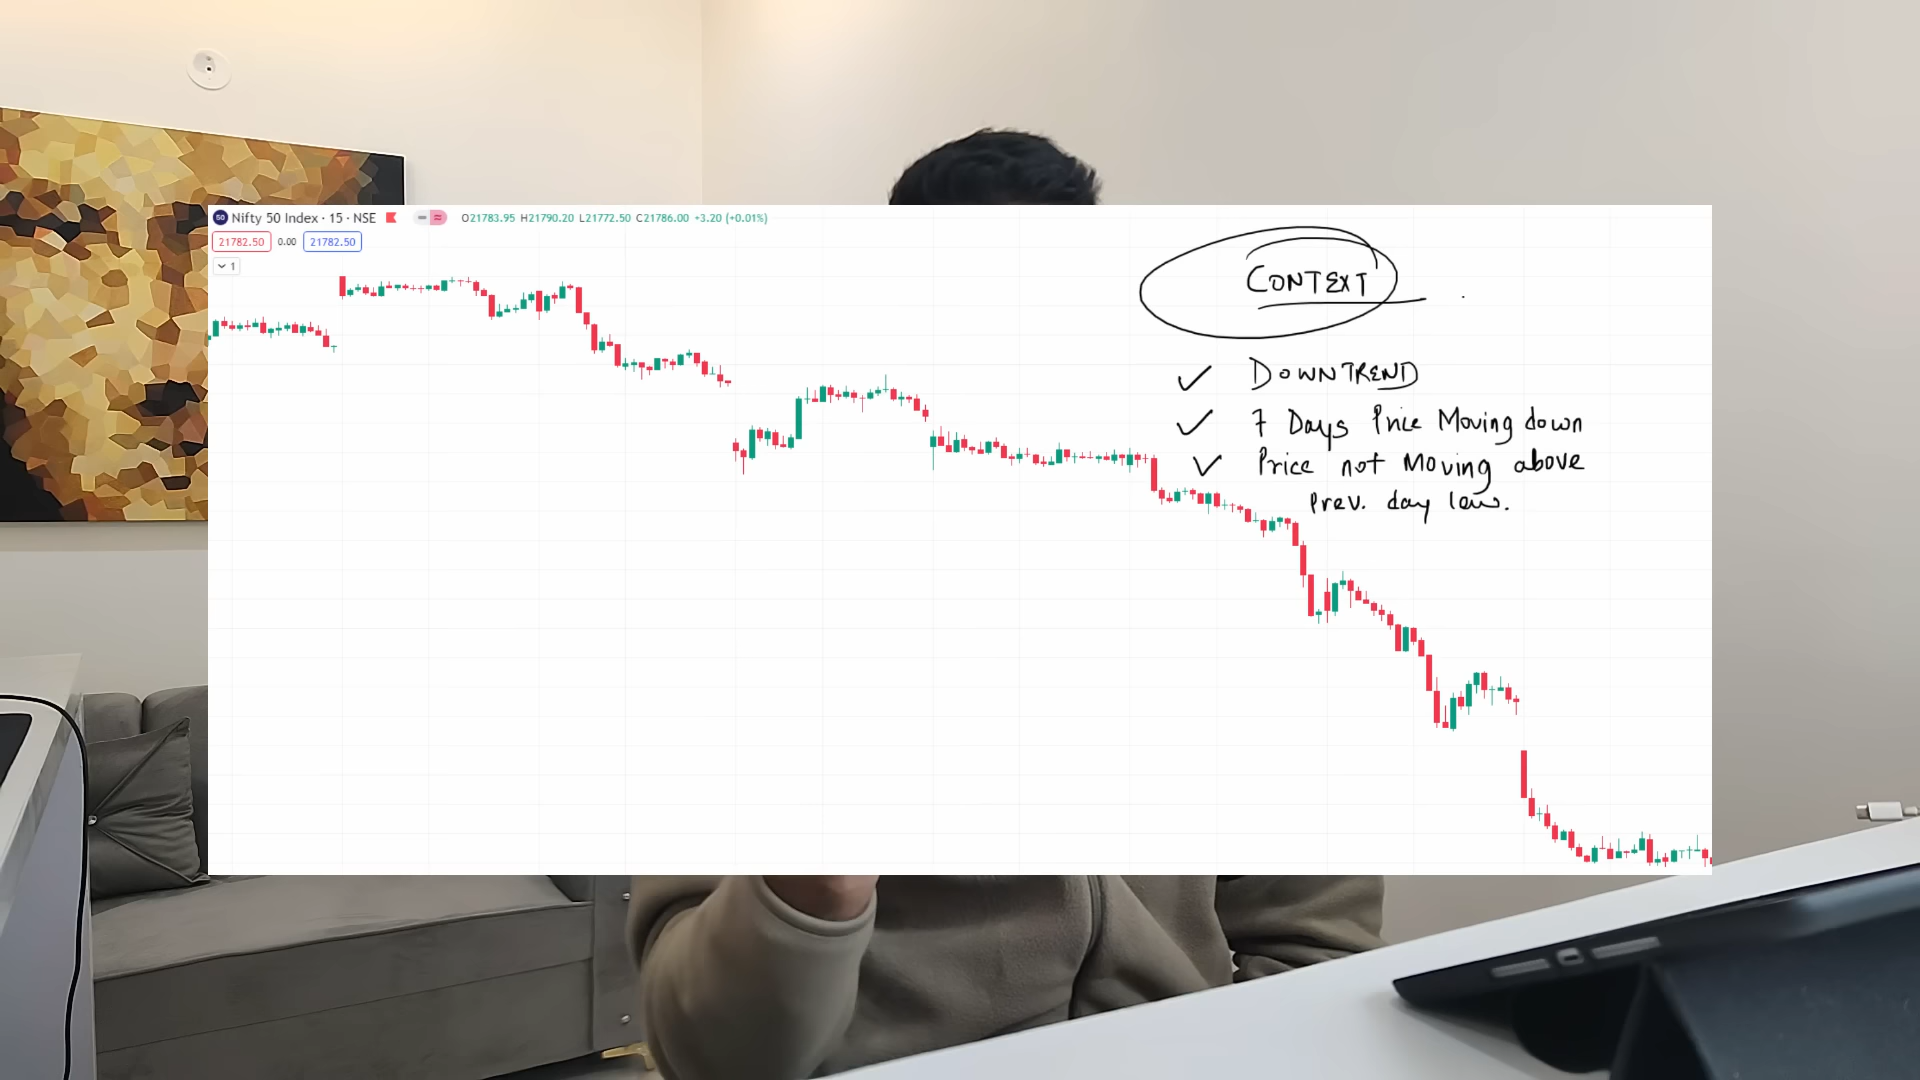 Nifty 50 Index · 15 · NSE
O21783.95 H21790.20 L21772.50 C21786.00 +3.20 (+0.01%)
21782.50 0.00 21782.50
1
CONTEXT
DOWNTREND
7 Days Price Moving down
Price not Moving above
Prev. day low.